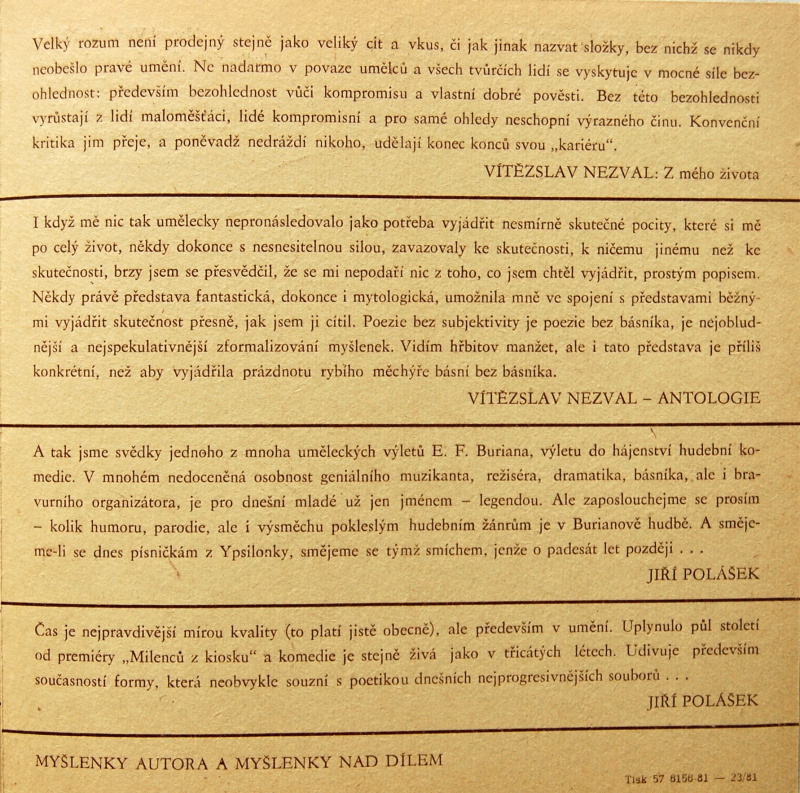 Velký rozum není prodejný stejně jako veliký cit a vkus, či jak jinak nazvat složky, bez nichž se nikdy
neobešlo pravé umění. Ne nadarmo v povaze umělců a všech tvůrčích lidí se vyskytuje v mocné síle bez-
ohlednost: především bezohlednost vůči kompromisu a vlastní dobré pověsti. Bez této bezohlednosti
vyrůstají z lidí maloměšťáci, lidé kompromisní a pro samé ohledy neschopní výrazného činu. Konvenční
kritika jim přeje, a poněvadž nedráždí nikoho, udělají konec konců svou „kariéru“.
VÍTĚZSLAV NEZVAL: Z mého života
I když mě nic tak umělecky nepronásledovalo jako potřeba vyjádřit nesmírně skutečné pocity, které si mě
po celý život, někdy dokonce s nesnesitelnou silou, zavazovaly ke skutečnosti, k ničemu jinému než ke
skutečnosti, brzy jsem se přesvědčil, že se mi nepodaří nic z toho, co jsem chtěl vyjádřit, prostým popisem.
Někdy právě představa fantastická, dokonce i mytologická, umožnila mně ve spojení s představami běžný-
mi vyjádřit skutečnost přesně, jak jsem ji cítil. Poezie bez subjektivity je poezie bez básníka, je nejoblud-
nější a nejspekulativnější zformalizování myšlenek. Vidím hřbitov manžet, ale i tato představa je příliš
konkrétní, než aby vyjádřila prázdnotu rybího měchýře básní bez básníka.
VÍTĚZSLAV NEZVAL – ANTOLOGIE
A tak jsme svědky jednoho z mnoha uměleckých výletů E. F. Buriana, výletu do hájenství hudební ko-
medie. V mnohém nedoceněná osobnost geniálního muzikanta, režiséra, dramatika, básníka, ale i bra-
vurního organizátora, je pro dnešní mladé už jen jménem – legendou. Ale zaposlouchejme se prosím
– kolik humoru, parodie, ale i výsměchu pokleslým hudebním žánrům je v Burianově hudbě. A směje-
me-li se dnes písničkám z Ypsilonky, smějeme se týmž smíchem, jenže o padesát let později . . .
JIŘÍ POLÁŠEK
Čas je nejpravdivější mírou kvality (to platí jistě obecně), ale především v umění. Uplynulo půl století
od premiéry „Milenců z kiosku“ a komedie je stejně živá jako v třicátých létech. Udivuje především
současností formy, která neobvykle souzní s poetikou dnešních nejprogresivnějších souborů . . .
JIŘÍ POLÁŠEK
MYŠLENKY AUTORA A MYŠLENKY NAD DÍLEM
Tisk 57 6156-81 — 23/81